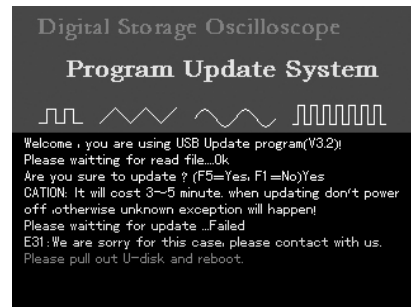 Digital Storage Oscilloscope
Program Update System
Welcome , you are using USB Update program(V3.2)!
Please waitting for read file....Ok
Are you sure to update ? (F5=Yes, F1=No)Yes
CATION: It will cost 3~5 minute. when updating don't power
off ,otherwise unknown exception will happen!
Please waitting for update ...Failed
E31:We are sorry for this case, please contact with us.
Please pull out U-disk and reboot.